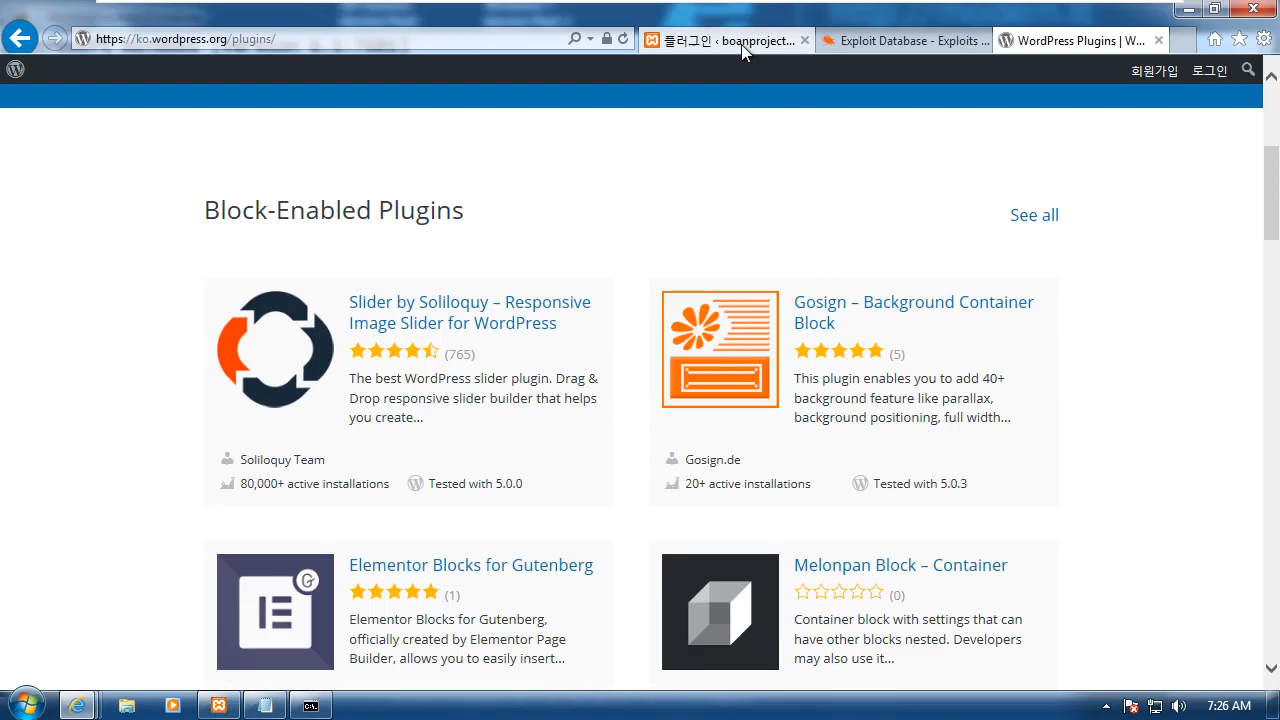 https://ko.wordpress.org/plugins/
플러그인 ‹ boanproject...
Exploit Database - Exploits ...
WordPress Plugins | W...
회원가입 로그인
Block-Enabled Plugins
See all
Slider by Soliloquy – Responsive
Image Slider for WordPress
(765)
The best WordPress slider plugin. Drag &
Drop responsive slider builder that helps
you create...
Soliloquy Team
80,000+ active installations
Tested with 5.0.0
Gosign – Background Container
Block
(5)
This plugin enables you to add 40+
background feature like parallax,
background positioning, full width...
Gosign.de
20+ active installations
Tested with 5.0.3
Elementor Blocks for Gutenberg
(1)
Elementor Blocks for Gutenberg,
officially created by Elementor Page
Builder, allows you to easily insert...
Melonpan Block – Container
(0)
Container block with settings that can
have other blocks nested. Developers
may also use it...
7:26 AM